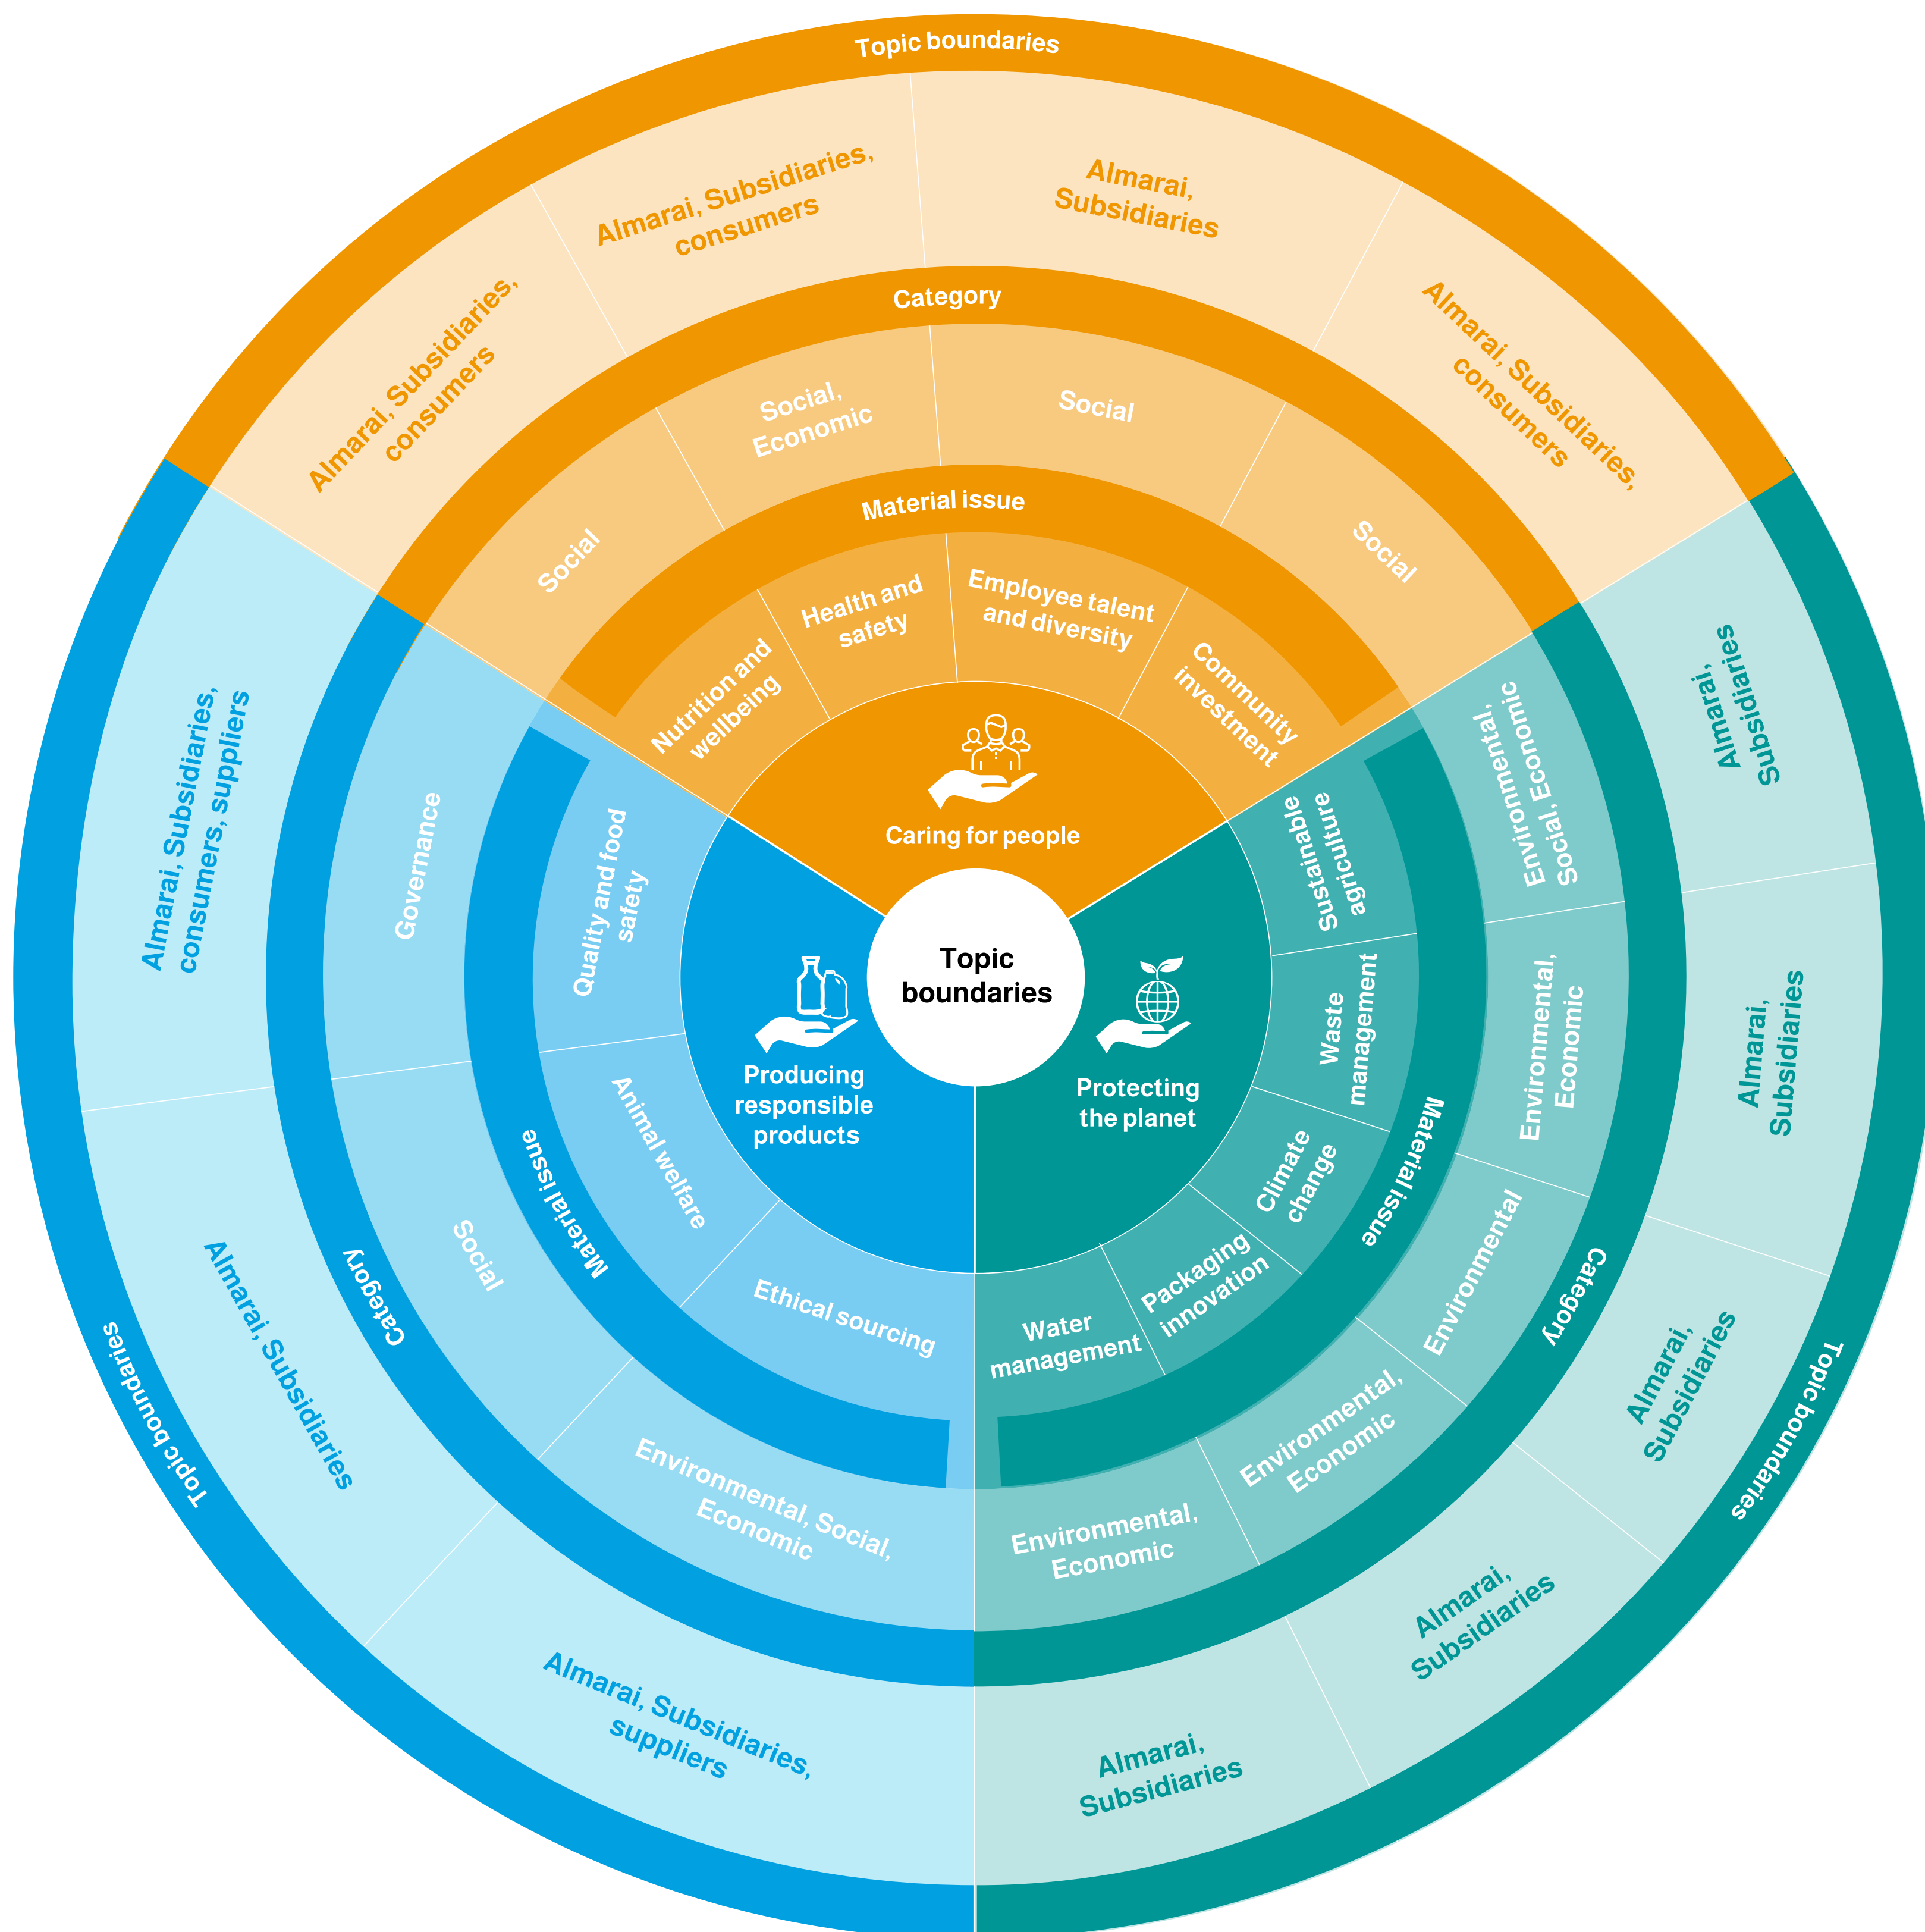 Topic boundaries
Almarai, Subsidiaries,
consumers
Almarai, Subsidiaries,
consumers
Almarai,
Subsidiaries
Almarai, Subsidiaries,
consumers
Category
Social
Social,
Economic
Social
Social
Material issue
Nutrition and
wellbeing
Health and
safety
Employee talent
and diversity
Community
investment
Caring for people
Topic
boundaries
Protecting
the planet
Sustainable
agriculture
Waste
management
Climate
change
Packaging
innovation
Water
management
Material issue
Environmental,
Social, Economic
Environmental,
Economic
Environmental
Environmental,
Economic
Environmental,
Economic
Category
Almarai,
Subsidiaries
Almarai,
Subsidiaries
Almarai,
Subsidiaries
Almarai,
Subsidiaries
Almarai,
Subsidiaries
Topic boundaries
Producing
responsible
products
Quality and food
safety
Animal welfare
Ethical sourcing
Material issue
Governance
Social
Environmental, Social,
Economic
Category
Almarai, Subsidiaries,
consumers, suppliers
Almarai, Subsidiaries
Almarai, Subsidiaries,
suppliers
Topic boundaries